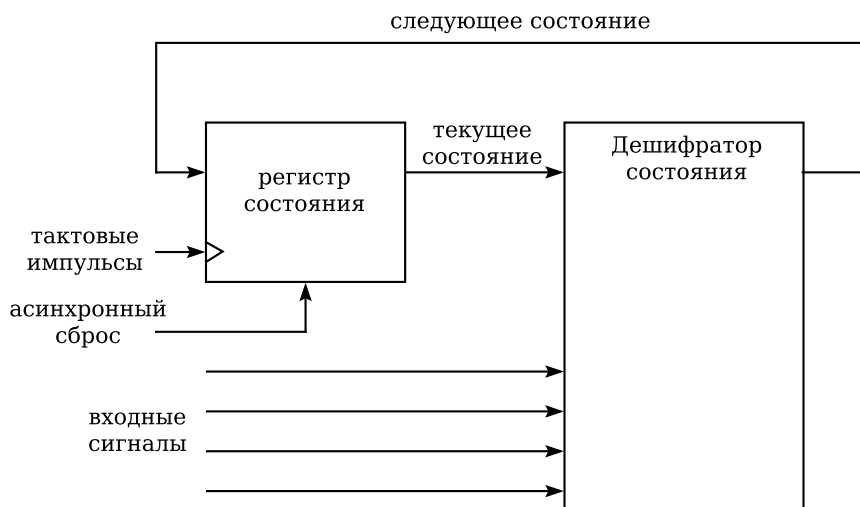 следующее состояние
текущее
состояние
Дешифратор
состояния
регистр
состояния
тактовые
импульсы
асинхронный
сброс
входные
сигналы